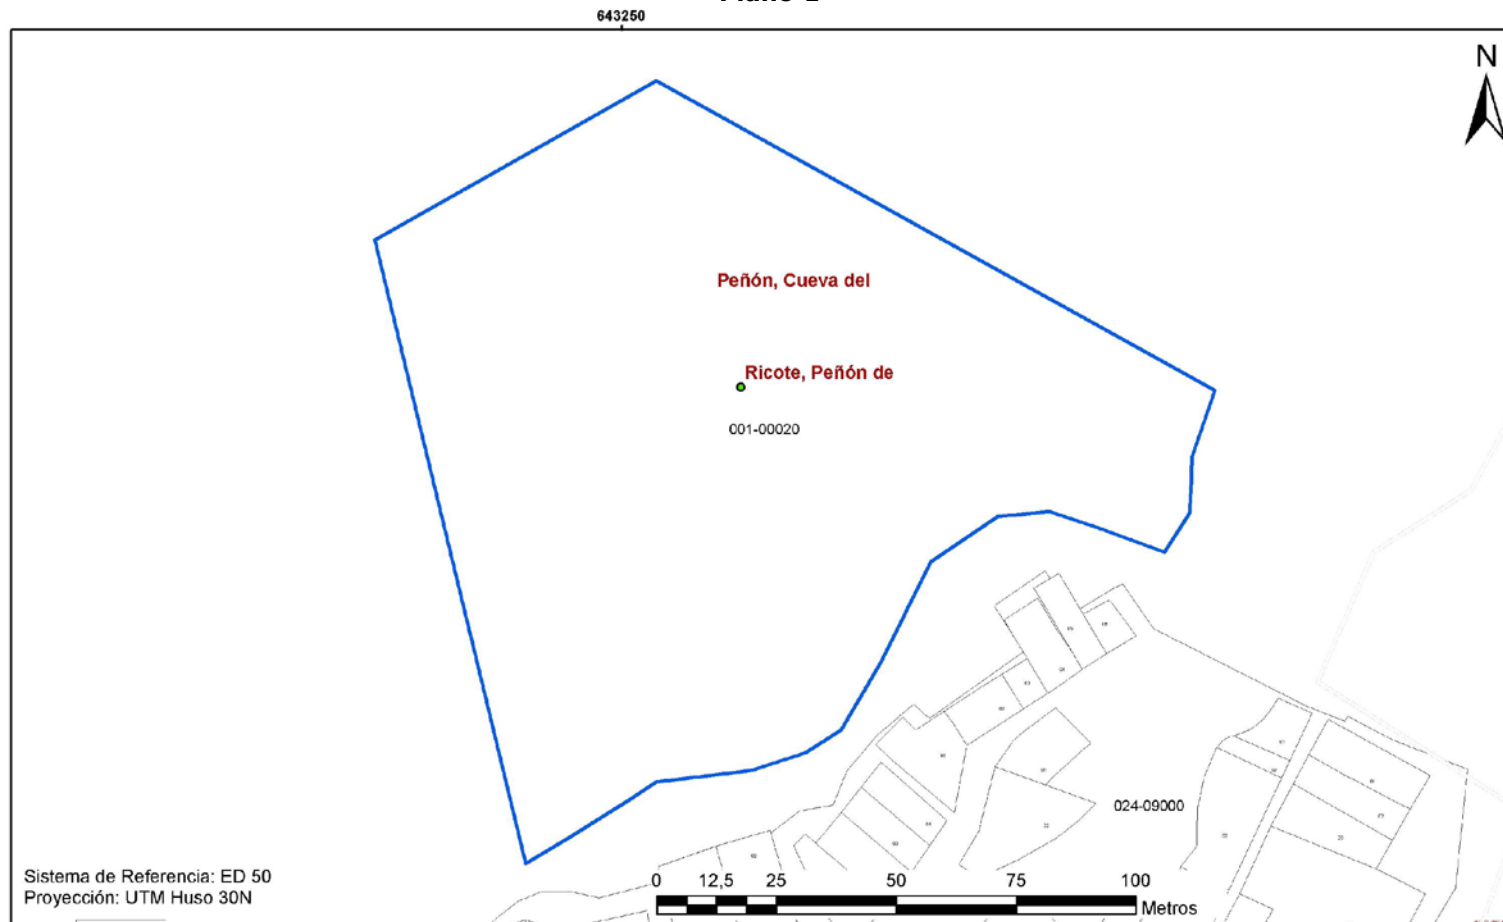 643250
N
Peñón, Cueva del
Ricote, Peñón de
001-00020
024-09000
Sistema de Referencia: ED 50
Proyección: UTM Huso 30N
0 12,5 25 50 75 100
Metros